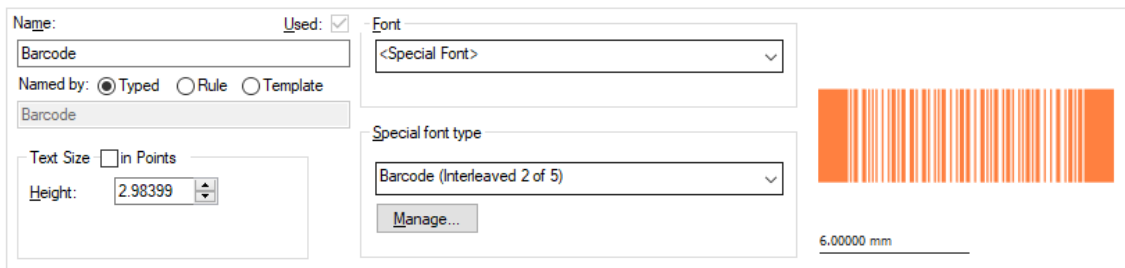 Name:
Used:
Barcode
Named by: Typed Rule Template
Barcode
Text Size in Points
Height: 2.98399
Font
<Special Font>
Special font type
Barcode (Interleaved 2 of 5)
Manage...
6.00000 mm